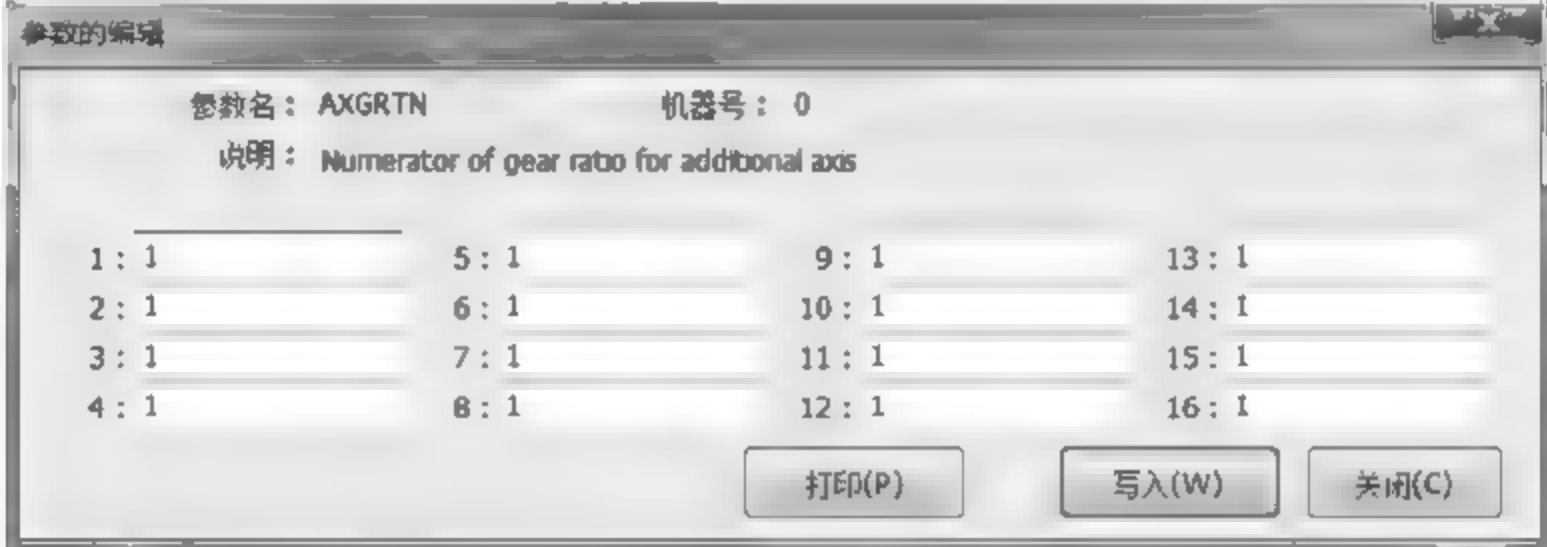 参数的编辑
X
参数名： AXGRTN 机器号： 0
说明： Numerator of gear ratio for additional axis
1： 1 5： 1 9： 1 13： 1
2： 1 6： 1 10： 1 14： 1
3： 1 7： 1 11： 1 15： 1
4： 1 8： 1 12： 1 16： 1
打印(P) 写入(W) 关闭(C)